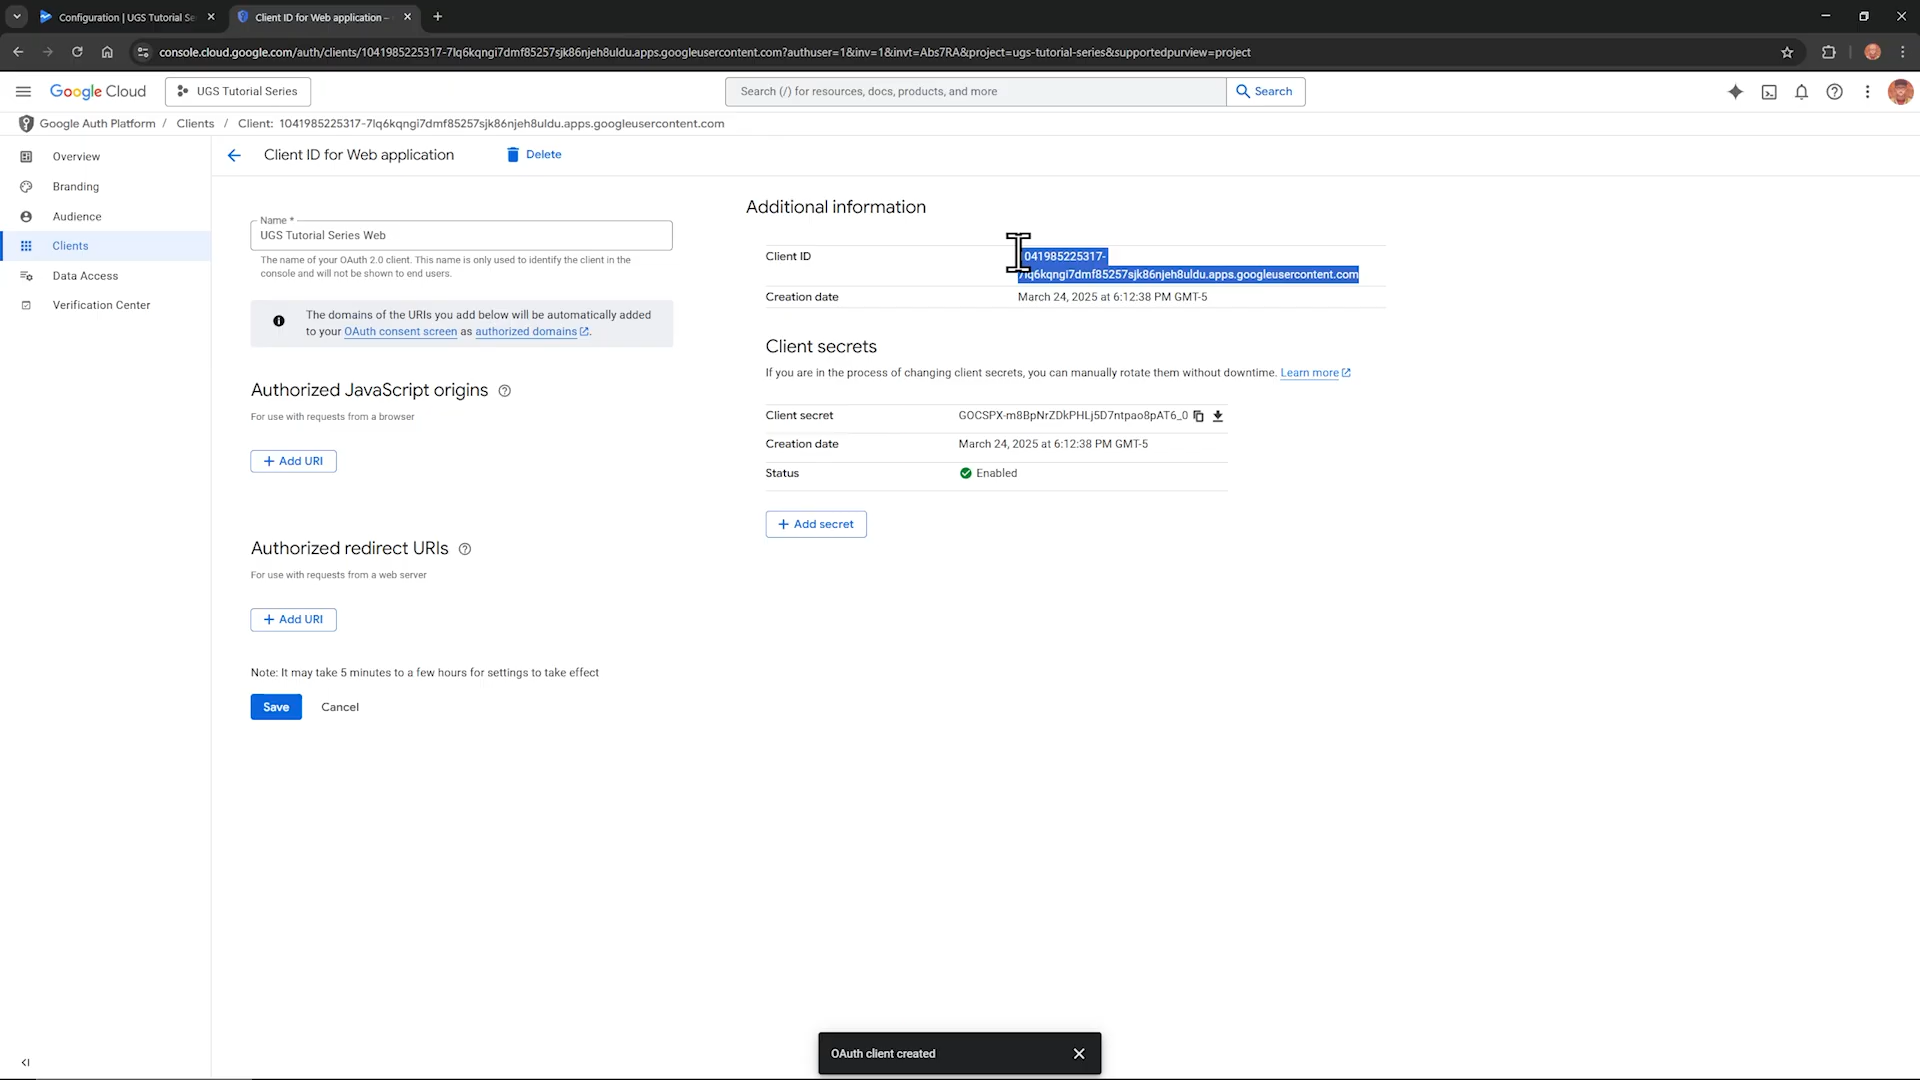 Configuration | UGS Tutorial Se
Client ID for Web application –
console.cloud.google.com/auth/clients/1041985225317-7lq6kqngi7dmf85257sjk86njeh8uldu.apps.googleusercontent.com?authuser=1&inv=1&invt=Abs7RA&project=ugs-tutorial-series&supportedpurview=project
Google Cloud
UGS Tutorial Series
Search (/) for resources, docs, products, and more
Search
Google Auth Platform / Clients / Client: 1041985225317-7lq6kqngi7dmf85257sjk86njeh8uldu.apps.googleusercontent.com
Overview
Branding
Audience
Clients
Data Access
Verification Center
Client ID for Web application
Delete
Name *
UGS Tutorial Series Web
The name of your OAuth 2.0 client. This name is only used to identify the client in the
console and will not be shown to end users.
The domains of the URIs you add below will be automatically added
to your OAuth consent screen as authorized domains.
Authorized JavaScript origins
For use with requests from a browser
+ Add URI
Authorized redirect URIs
For use with requests from a web server
+ Add URI
Note: It may take 5 minutes to a few hours for settings to take effect
Save
Cancel
Additional information
Client ID
1041985225317-
7lq6kqngi7dmf85257sjk86njeh8uldu.apps.googleusercontent.com
Creation date
March 24, 2025 at 6:12:38 PM GMT-5
Client secrets
If you are in the process of changing client secrets, you can manually rotate them without downtime. Learn more
Client secret
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
Creation date
March 24, 2025 at 6:12:38 PM GMT-5
Status
Enabled
+ Add secret
OAuth client created